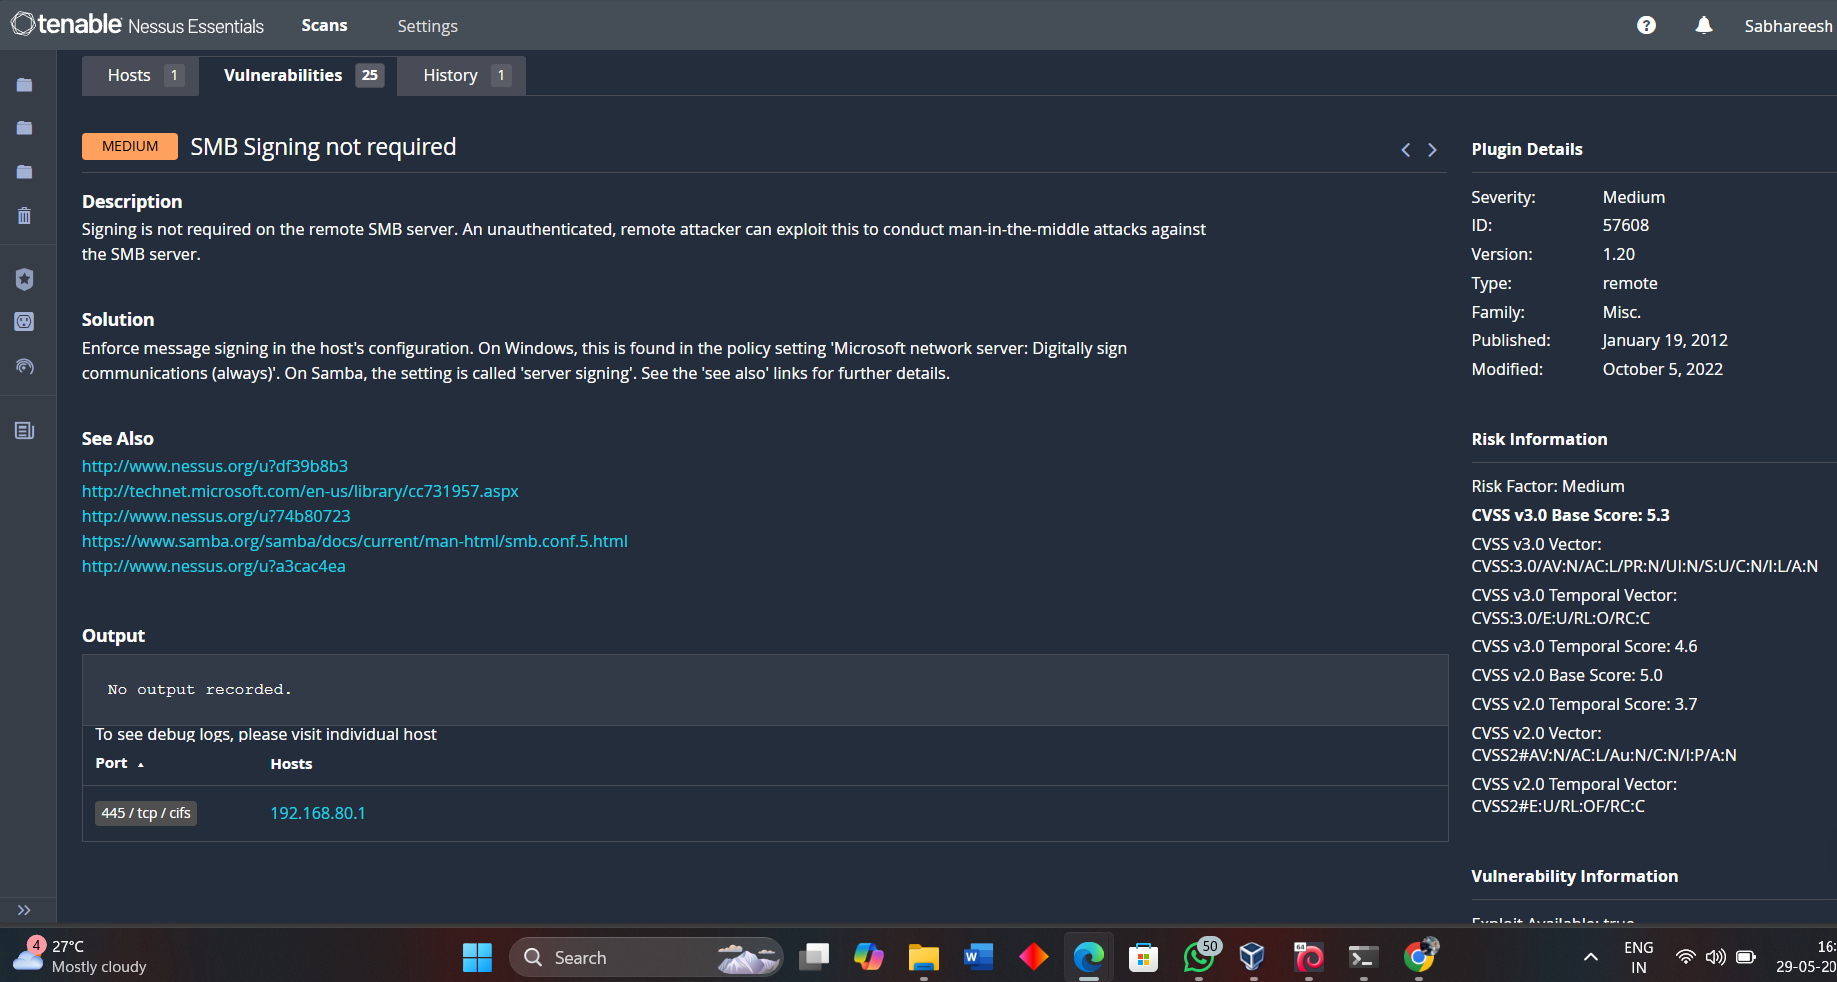 tenable Nessus Essentials
Scans
Settings
?
Sabhareesh
Hosts 1
Vulnerabilities 25
History 1
MEDIUM SMB Signing not required
Description
Signing is not required on the remote SMB server. An unauthenticated, remote attacker can exploit this to conduct man-in-the-middle attacks against
the SMB server.
Solution
Enforce message signing in the host's configuration. On Windows, this is found in the policy setting 'Microsoft network server: Digitally sign
communications (always)'. On Samba, the setting is called 'server signing'. See the 'see also' links for further details.
See Also
http://www.nessus.org/u?df39b8b3
http://technet.microsoft.com/en-us/library/cc731957.aspx
http://www.nessus.org/u?74b80723
https://www.samba.org/samba/docs/current/man-html/smb.conf.5.html
http://www.nessus.org/u?a3cac4ea
Output
No output recorded.
To see debug logs, please visit individual host
Port Hosts
445 / tcp / cifs 192.168.80.1
Plugin Details
Severity: Medium
ID: 57608
Version: 1.20
Type: remote
Family: Misc.
Published: January 19, 2012
Modified: October 5, 2022
Risk Information
Risk Factor: Medium
CVSS v3.0 Base Score: 5.3
CVSS v3.0 Vector:
CVSS:3.0/AV:N/AC:L/PR:N/UI:N/S:U/C:N/I:L/A:N
CVSS v3.0 Temporal Vector:
CVSS:3.0/E:U/RL:O/RC:C
CVSS v3.0 Temporal Score: 4.6
CVSS v2.0 Base Score: 5.0
CVSS v2.0 Temporal Score: 3.7
CVSS v2.0 Vector:
CVSS2#AV:N/AC:L/Au:N/C:N/I:P/A:N
CVSS v2.0 Temporal Vector:
CVSS2#E:U/RL:OF/RC:C
Vulnerability Information
Exploit Available: true
4
27°C
Mostly cloudy
Search
W
50
64
ENG
IN
16:
29-05-20